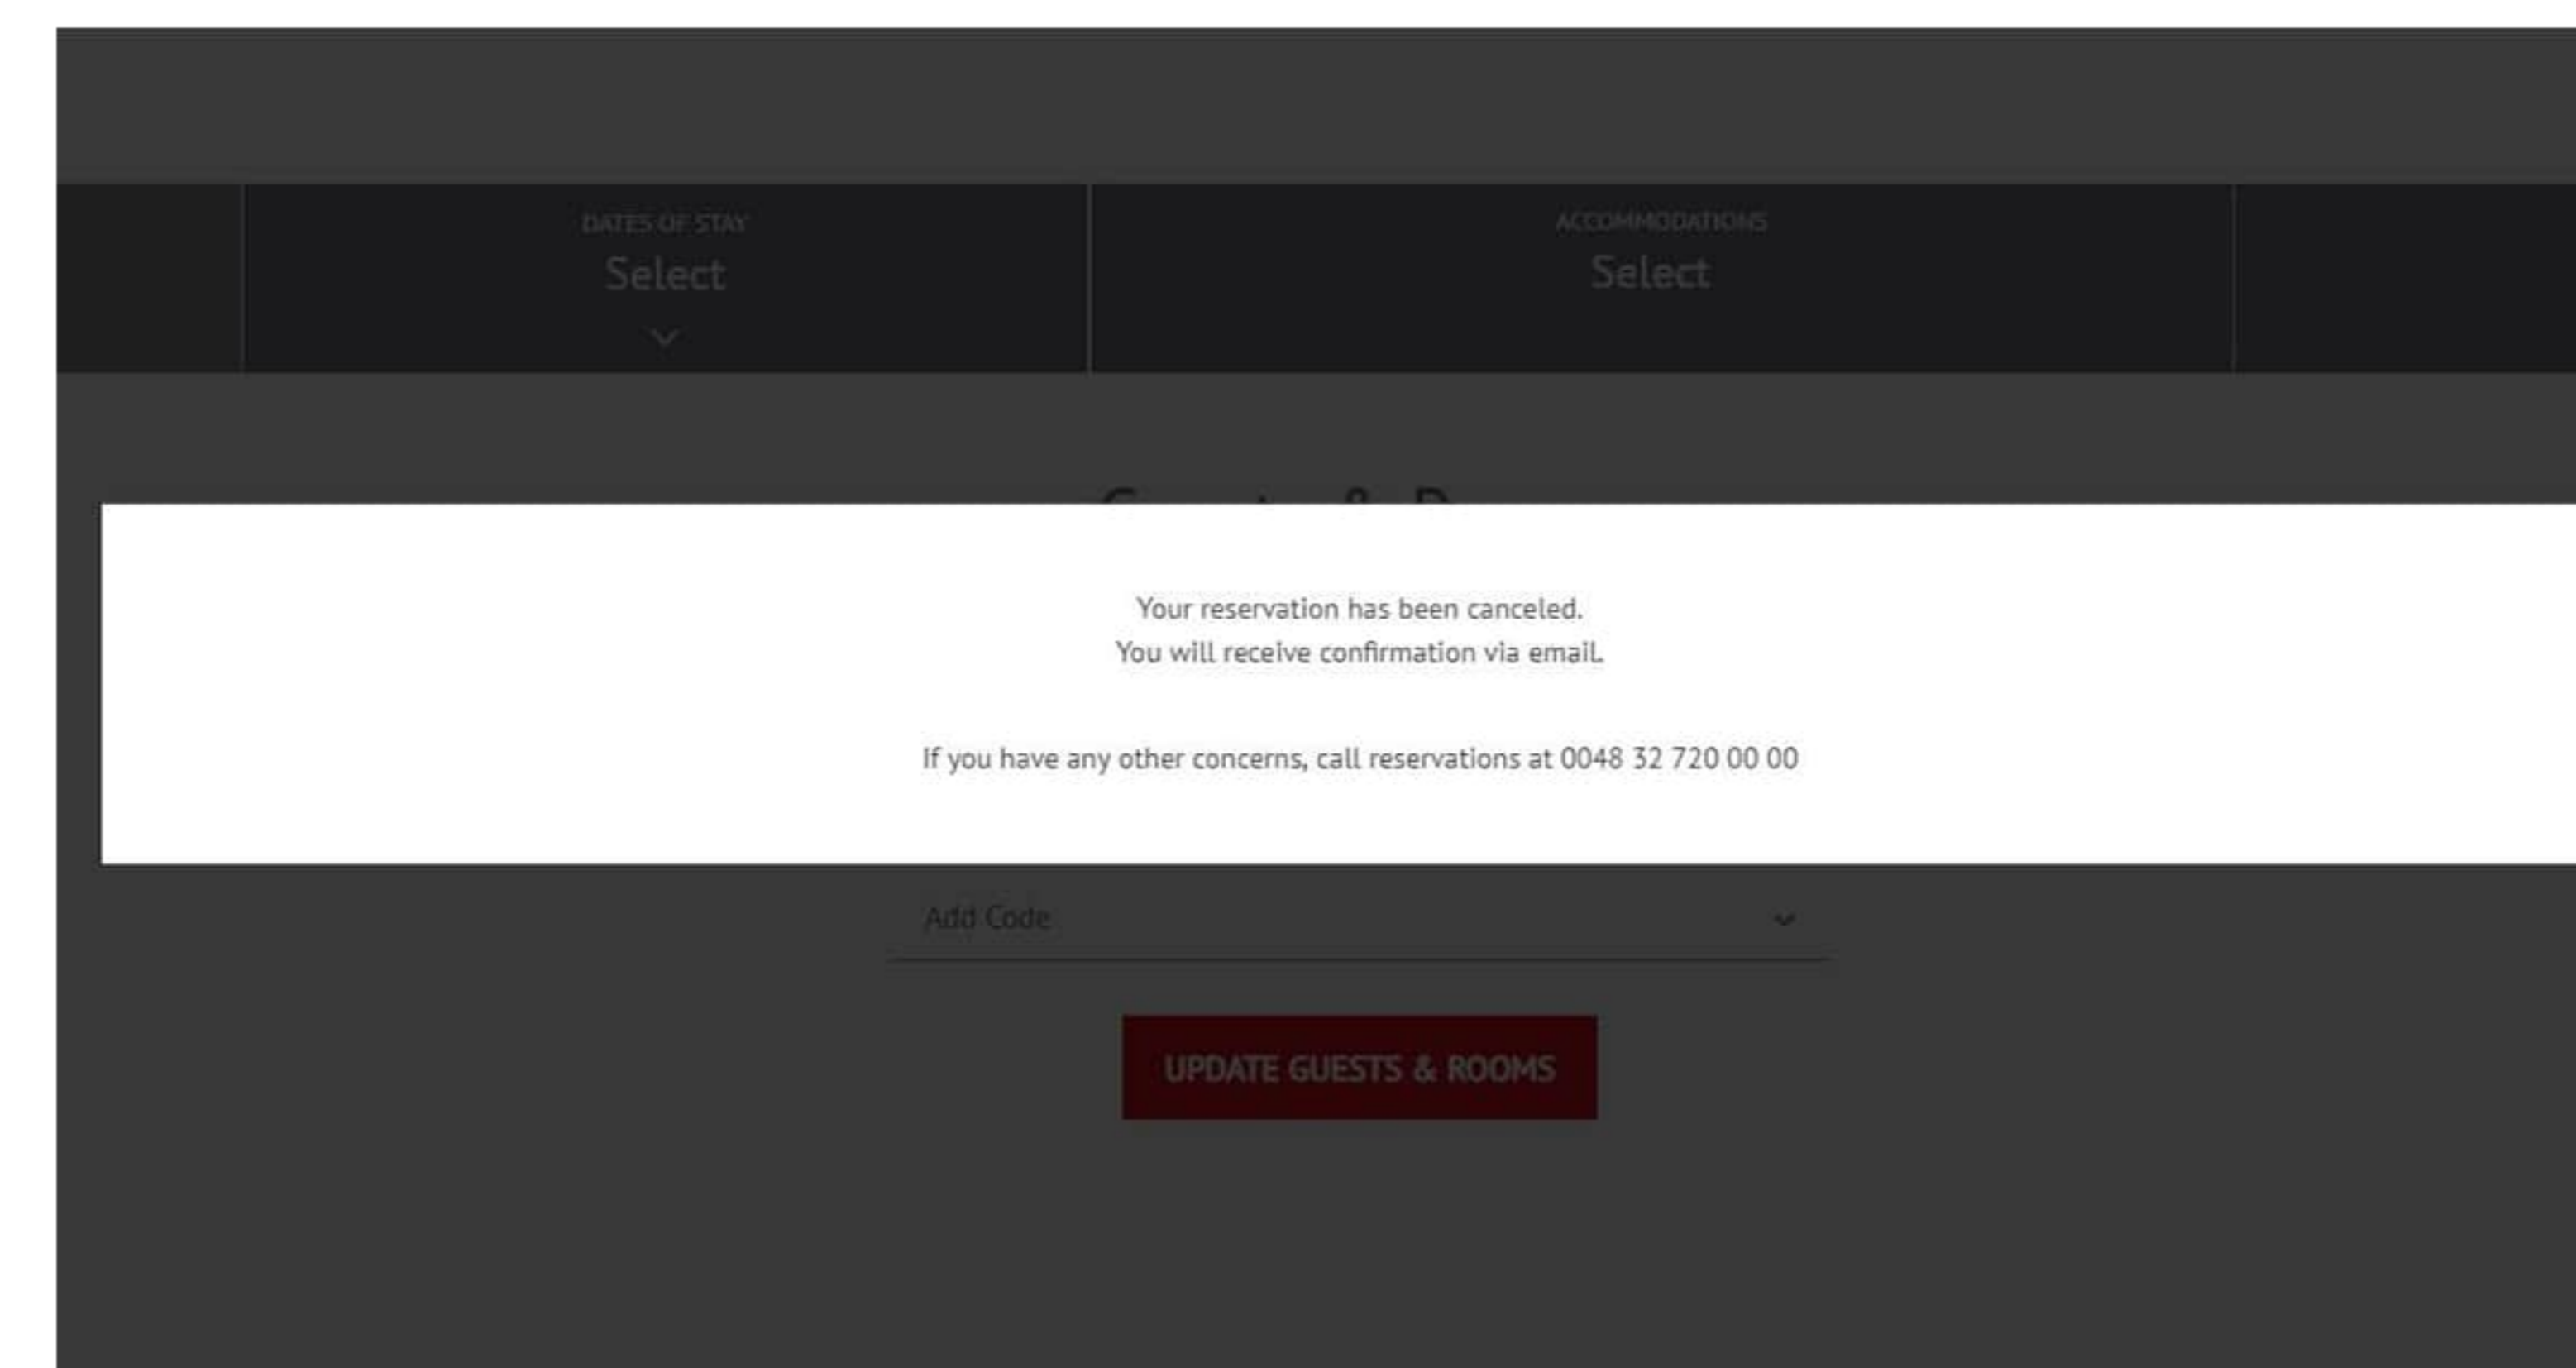 DATES OF STAY
Select
ACCOMMODATIONS
Select
Your reservation has been canceled.
You will receive confirmation via email.
If you have any other concerns, call reservations at 0048 32 720 00 00
Add Code
UPDATE GUESTS & ROOMS